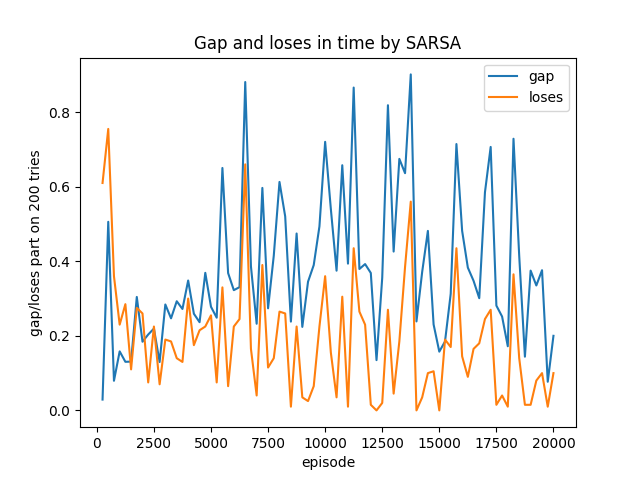 Gap and loses in time by SARSA
gap
loses
gap/loses part on 200 tries
0.8
0.6
0.4
0.2
0.0
0 2500 5000 7500 10000 12500 15000 17500 20000
episode